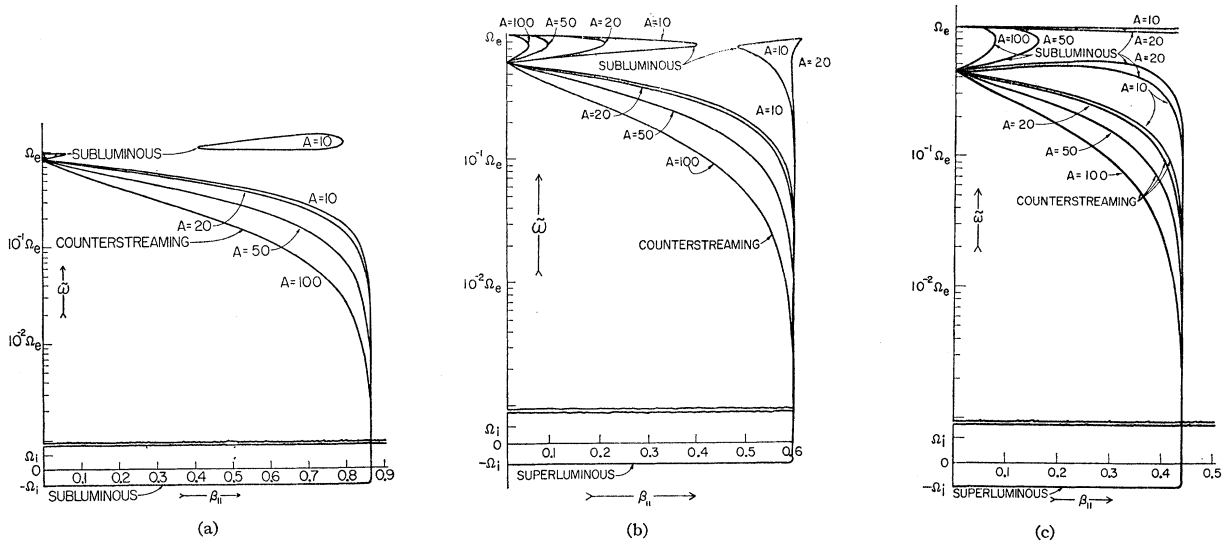 Ωe
SUBLUMINOUS
A=10
A=10
A=20
COUNTERSTREAMING
A=50
A=100
10⁻¹Ωe
ω̃
10⁻²Ωe
Ωi
0
-Ωi
0.1 0.2 0.3 0.4 0.5 0.6 0.7 0.8 0.9
SUBLUMINOUS
β||
(a)
A=100 A=50 A=20 A=10
Ωe
SUBLUMINOUS
A=10
A=20
A=10
A=20
A=50
A=100
10⁻¹Ωe
ω̃
COUNTERSTREAMING
10⁻²Ωe
Ωi
0
-Ωi
0.1 0.2 0.3 0.4 0.5 0.6
SUPERLUMINOUS
β||
(b)
A=10
Ωe
A=100 A=50 A=20
SUBLUMINOUS
A=20
A=10
A=20
A=50
A=100
10⁻¹Ωe
COUNTERSTREAMING
ω̃
10⁻²Ωe
Ωi
0
-Ωi
0.1 0.2 0.3 0.4 0.5
SUPERLUMINOUS
β||
(c)